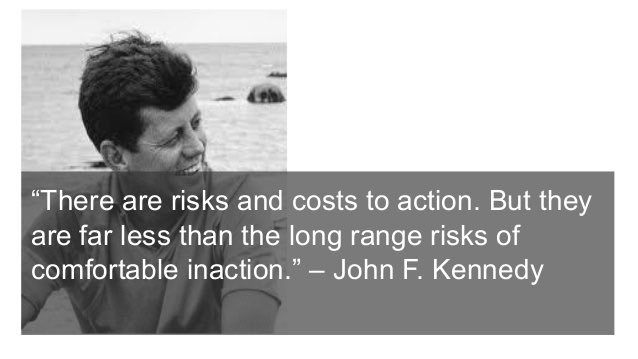 “There are risks and costs to action. But they
are far less than the long range risks of
comfortable inaction.” – John F. Kennedy